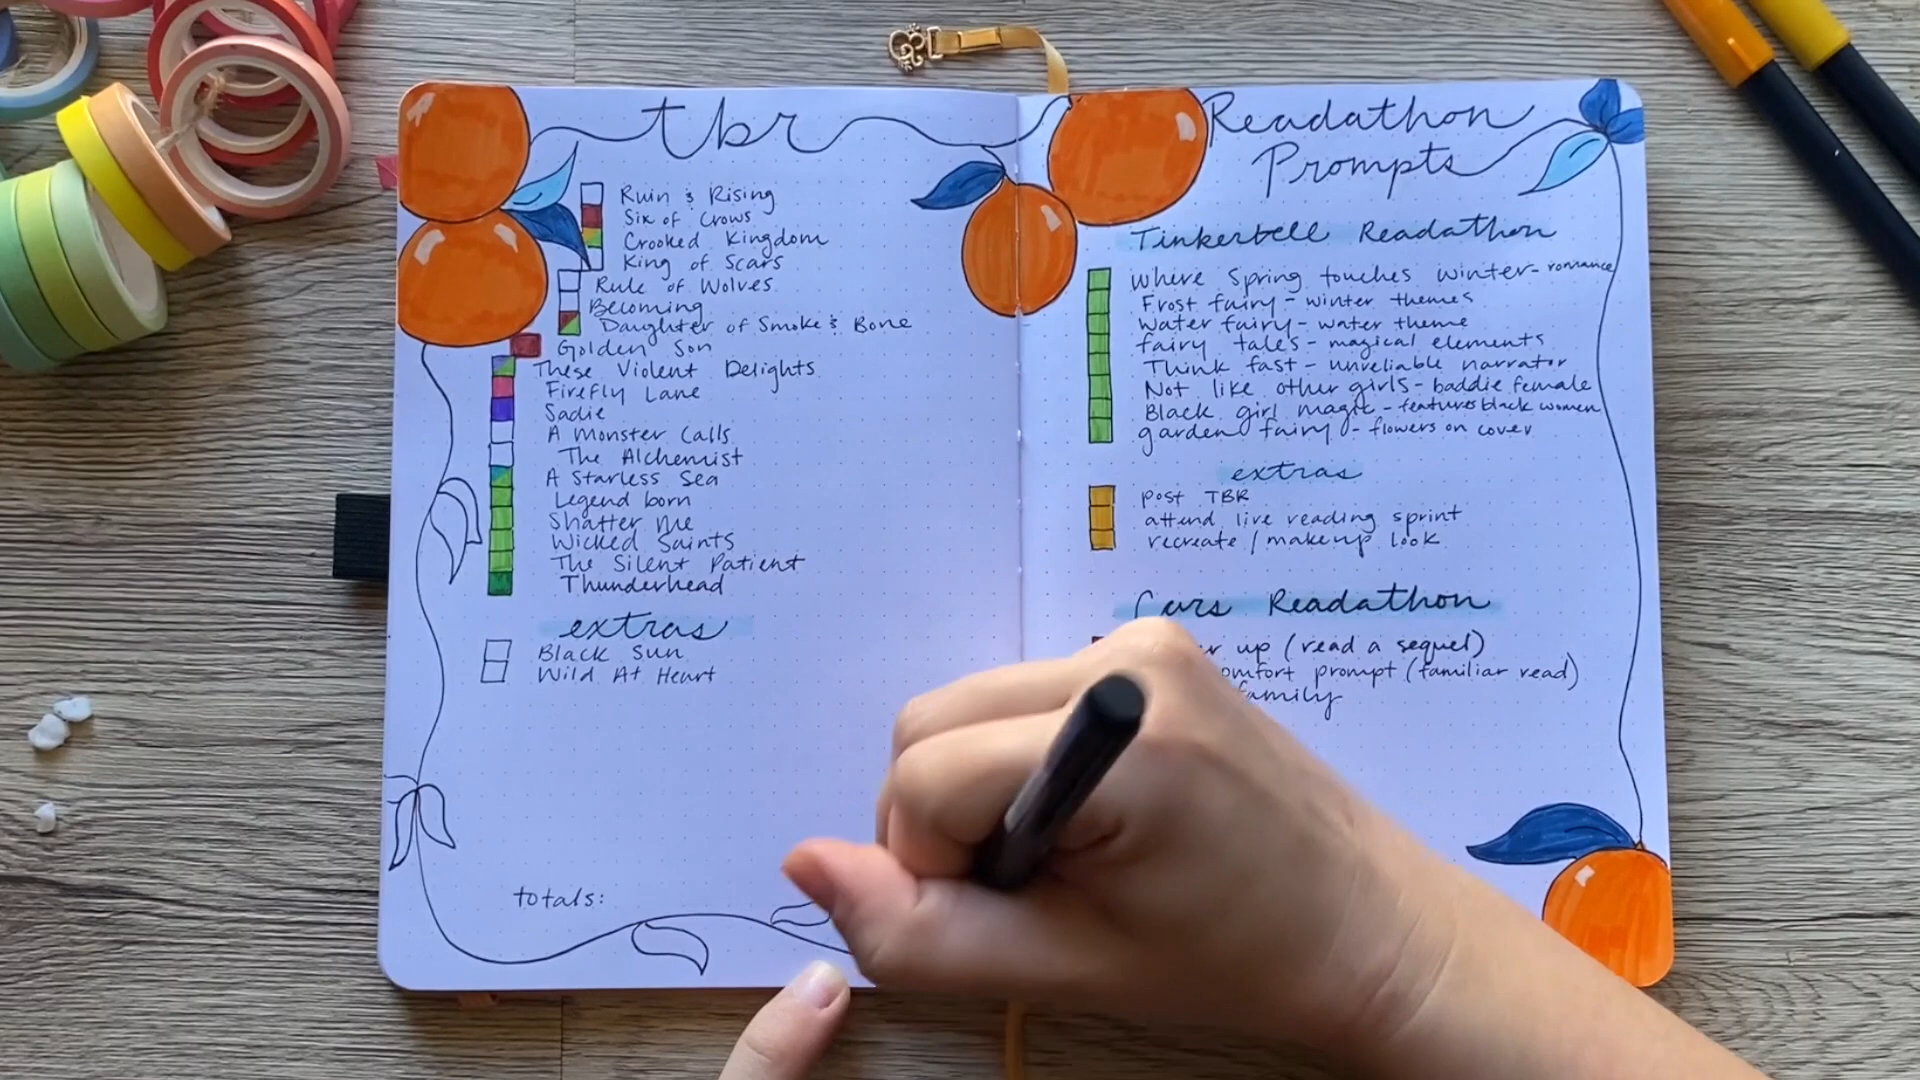 tbr
Ruin & Rising
Six of Crows
Crooked Kingdom
King of Scars
Rule of Wolves
Becoming
Daughter of Smoke & Bone
Golden Son
These Violent Delights
Firefly Lane
Sadie
A Monster Calls
The Alchemist
A Starless Sea
Legend born
Shatter Me
Wicked Saints
The Silent Patient
Thunderhead
extras
Black Sun
Wild At Heart
totals:
Readathon
Prompts
Tinkerbell Readathon
Where Spring touches winter - romance
Frost fairy - winter themes
Water fairy - water theme
fairy tales - magical elements
Think fast - unreliable narrator
Not like other girls - baddie female
Black girl magic - features black women
garden fairy - flowers on cover
extras
post TBR
attend live reading sprint
recreate / makeup look
Cars Readathon
up (read a sequel)
prompt (familiar read)
family